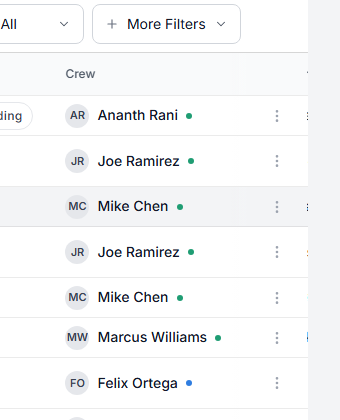 All
More Filters
Crew
ding
AR Ananth Rani
JR Joe Ramirez
MC Mike Chen
JR Joe Ramirez
MC Mike Chen
MW Marcus Williams
FO Felix Ortega